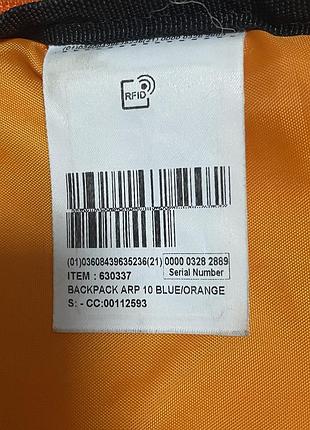 RFID
(01)03608439635236(21) 0000 0328 2889
Serial Number
ITEM : 630337
BACKPACK ARP 10 BLUE/ORANGE
S: - CC:00112593